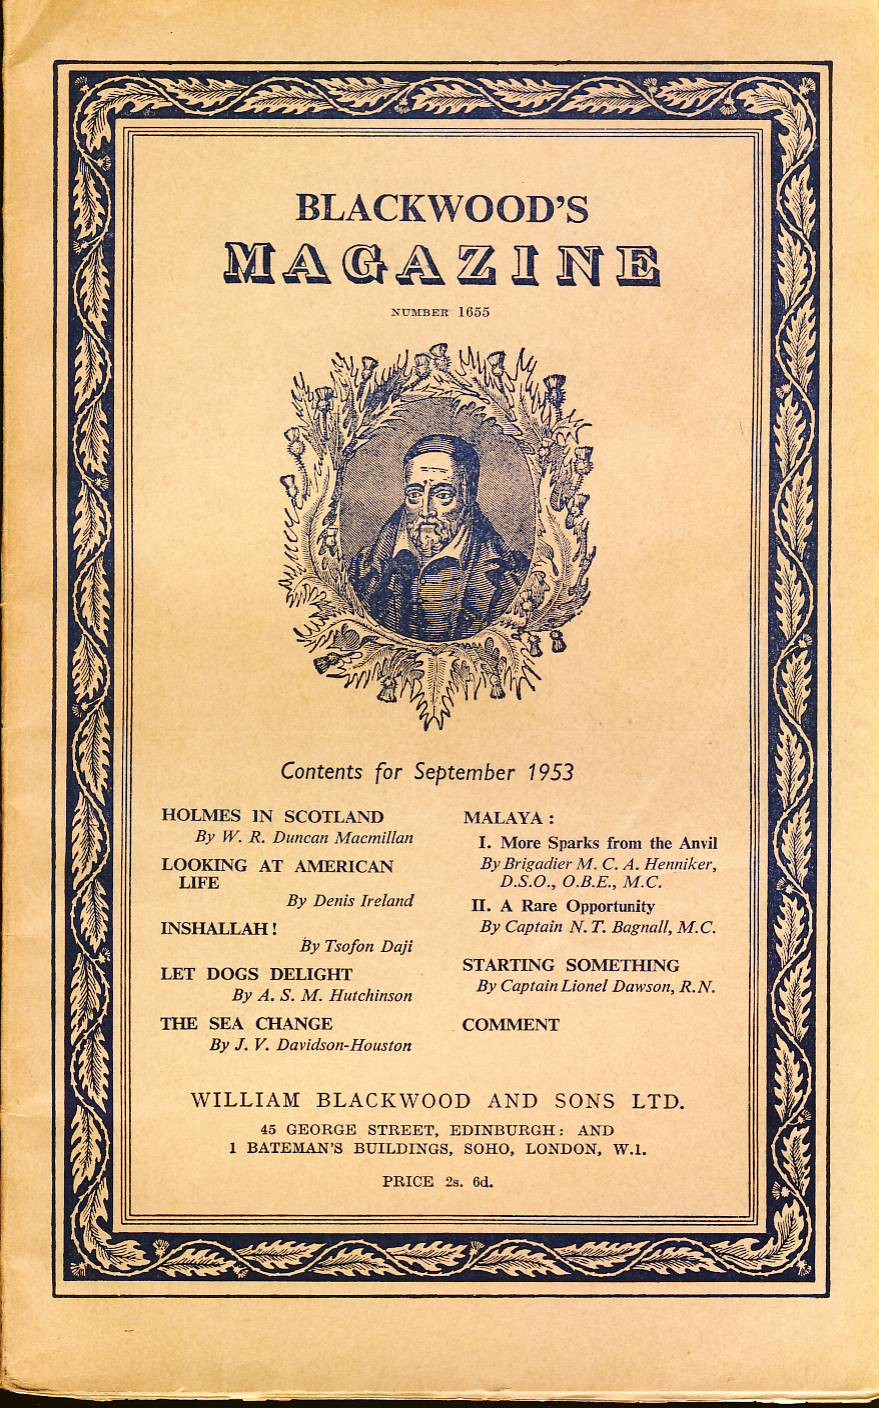 BLACKWOOD'S
MAGAZINE
NUMBER 1655
Contents for September 1953
HOLMES IN SCOTLAND
By W. R. Duncan Macmillan
LOOKING AT AMERICAN
LIFE
By Denis Ireland
INSHALLAH!
By Tsofon Daji
LET DOGS DELIGHT
By A. S. M. Hutchinson
THE SEA CHANGE
By J. V. Davidson-Houston
MALAYA :
I. More Sparks from the Anvil
By Brigadier M. C. A. Henniker,
D.S.O., O.B.E., M.C.
II. A Rare Opportunity
By Captain N. T. Bagnall, M.C.
STARTING SOMETHING
By Captain Lionel Dawson, R.N.
COMMENT
WILLIAM BLACKWOOD AND SONS LTD.
45 GEORGE STREET, EDINBURGH: AND
1 BATEMAN'S BUILDINGS, SOHO, LONDON, W.1.
PRICE 2s. 6d.